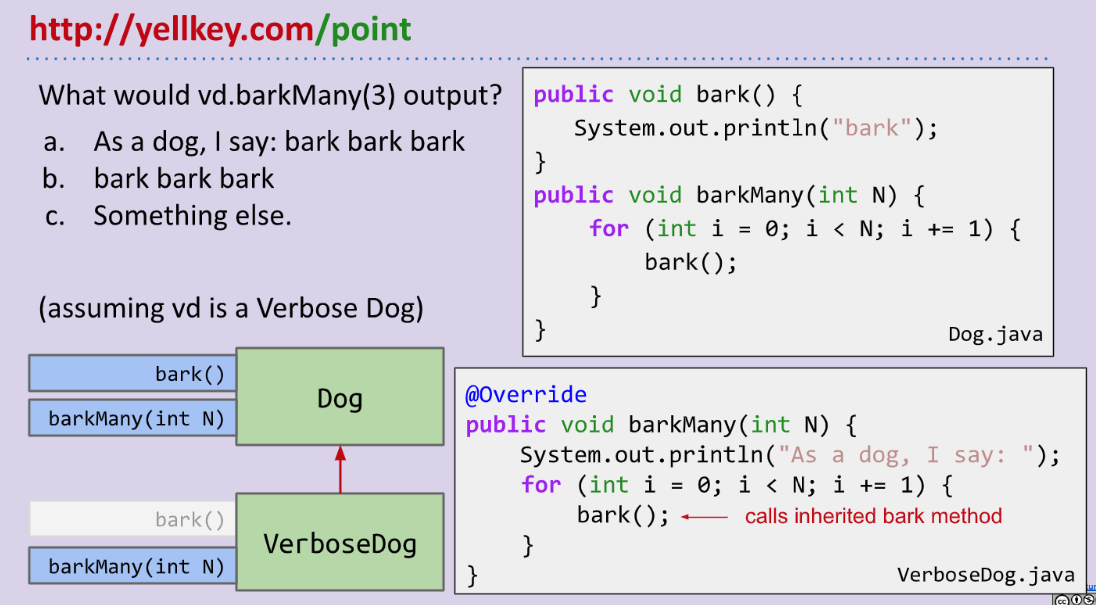 http://yellkey.com/point
What would vd.barkMany(3) output?
a. As a dog, I say: bark bark bark
b. bark bark bark
c. Something else.
(assuming vd is a Verbose Dog)
public void bark() {
System.out.println("bark");
}
public void barkMany(int N) {
for (int i = 0; i < N; i += 1) {
bark();
}
}
Dog.java
bark()
barkMany(int N)
Dog
bark()
barkMany(int N)
VerboseDog
@Override
public void barkMany(int N) {
System.out.println("As a dog, I say: ");
for (int i = 0; i < N; i += 1) {
bark(); calls inherited bark method
}
}
VerboseDog.java